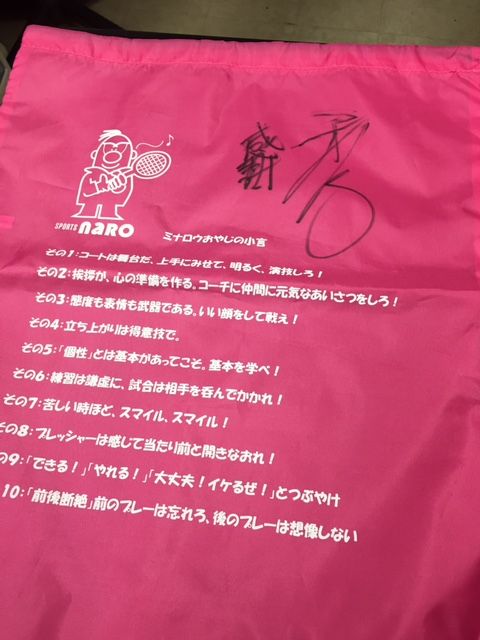 感謝
SPORTS naro
ミナロウおやじの小言
その1:コートは舞台だ、上手にみせて、明るく、演技しろ!
その2:挨拶が、心の準備を作る。コーチに仲間に元気なあいさつをしろ!
その3:態度も表情も武器である。いい顔をして戦え!
その4:立ち上がりは得意技で。
その5:「個性」とは基本があってこそ。基本を学べ!
その6:練習は謙虚に、試合は相手を呑んでかかれ!
その7:苦しい時ほど、スマイル、スマイル!
その8:プレッシャーは感じて当たり前と開きなおれ!
の9:「できる!」「やれる!」「大丈夫!イケるぜ!」とつぶやけ
10:「前後断絶」前のプレーは忘れろ、後のプレーは想像しない